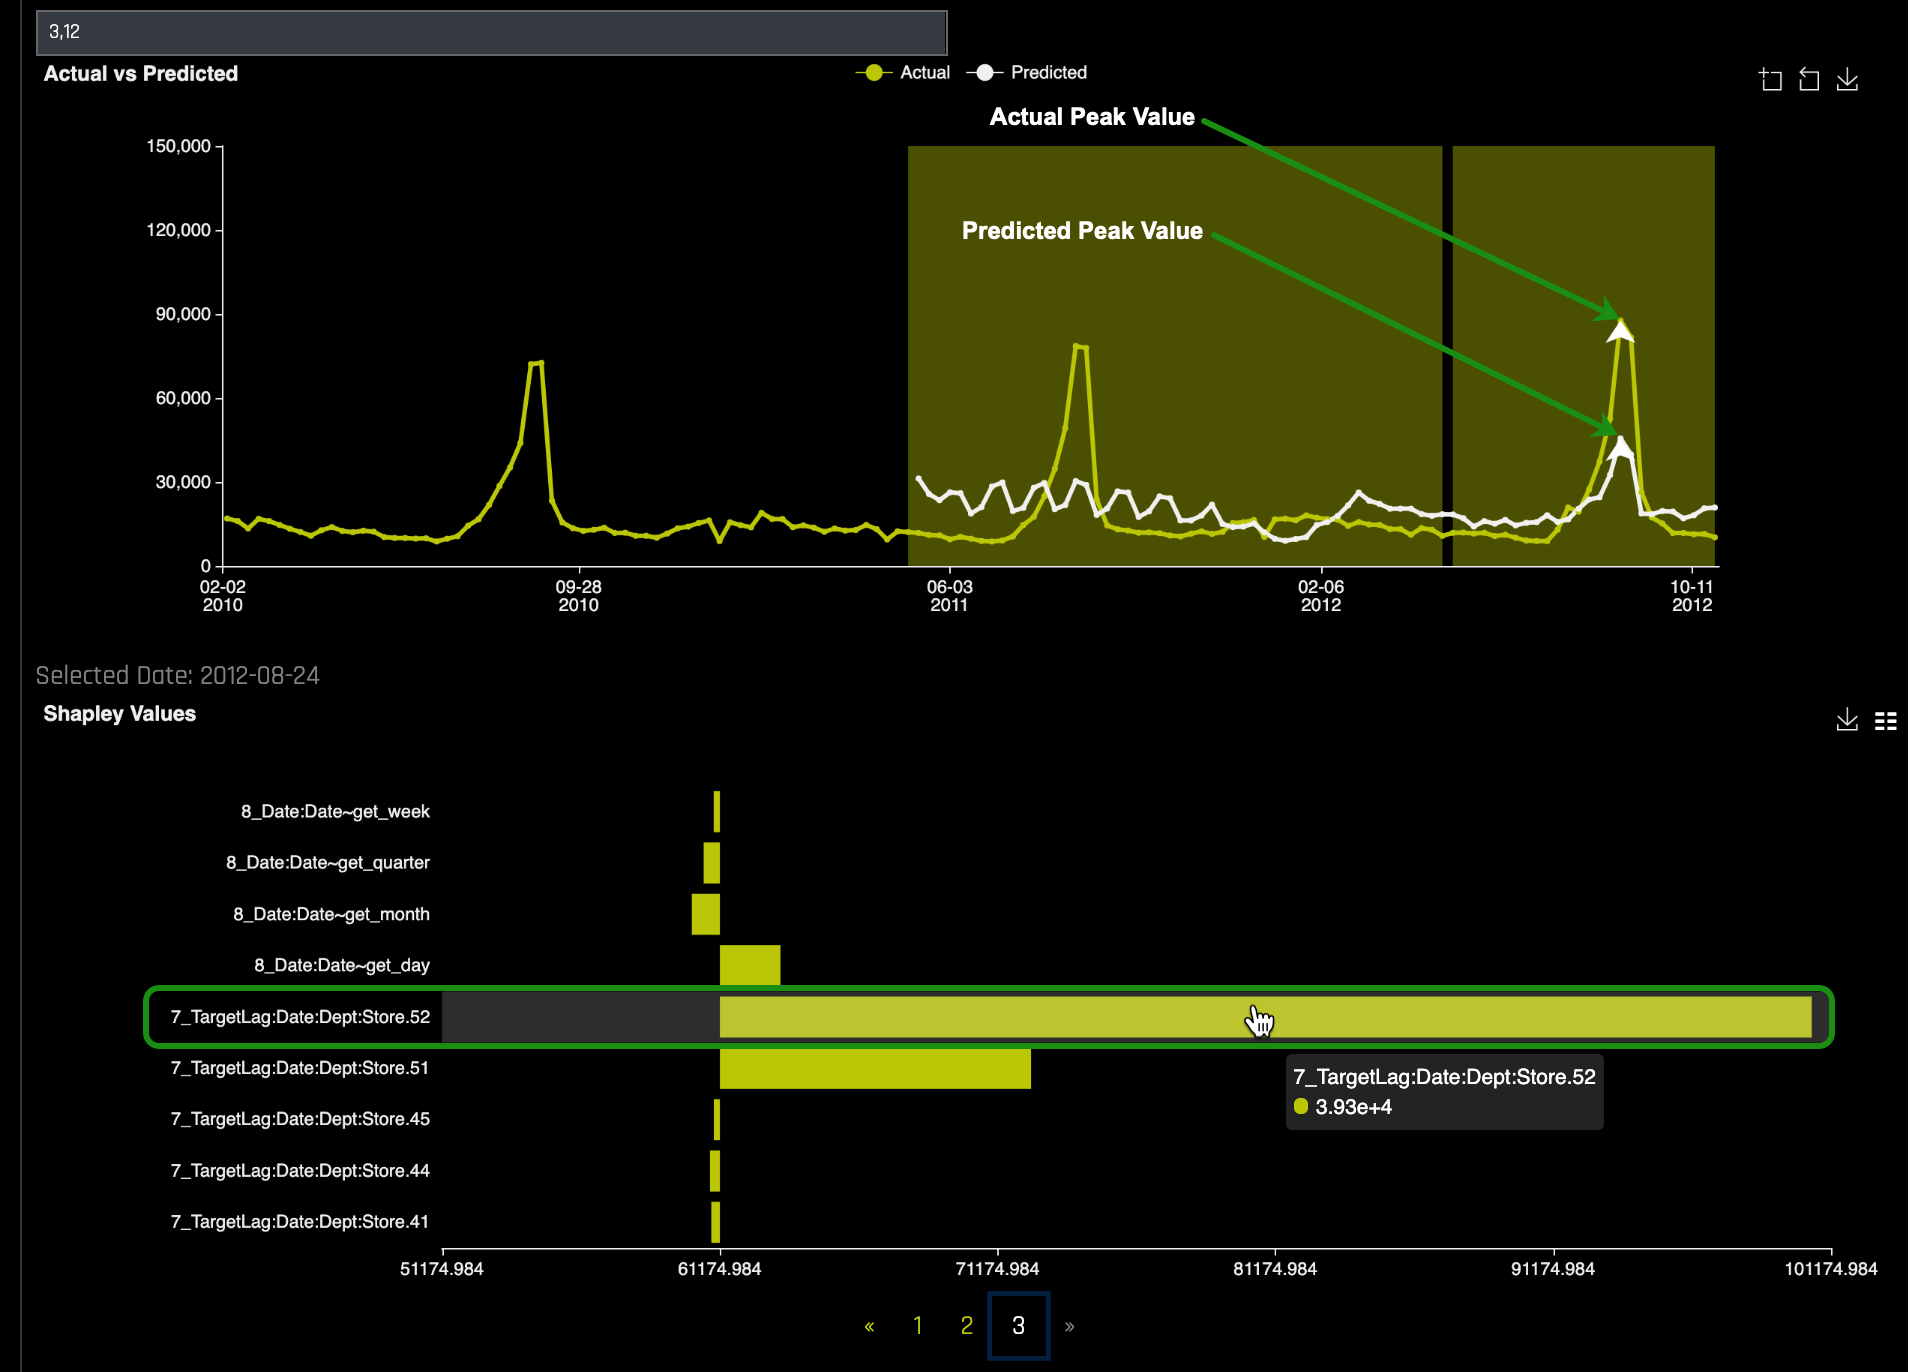 3,12
Actual vs Predicted
Actual
Predicted
Actual Peak Value
Predicted Peak Value
150,000
120,000
90,000
60,000
30,000
0
02-02
2010
09-28
2010
06-03
2011
02-06
2012
10-11
2012
Selected Date: 2012-08-24
Shapley Values
8_Date:Date~get_week
8_Date:Date~get_quarter
8_Date:Date~get_month
8_Date:Date~get_day
7_TargetLag:Date:Dept:Store.52
7_TargetLag:Date:Dept:Store.51
7_TargetLag:Date:Dept:Store.52
3.93e+4
7_TargetLag:Date:Dept:Store.45
7_TargetLag:Date:Dept:Store.44
7_TargetLag:Date:Dept:Store.41
51174.984
61174.984
71174.984
81174.984
91174.984
101174.984
« 1 2 3 »